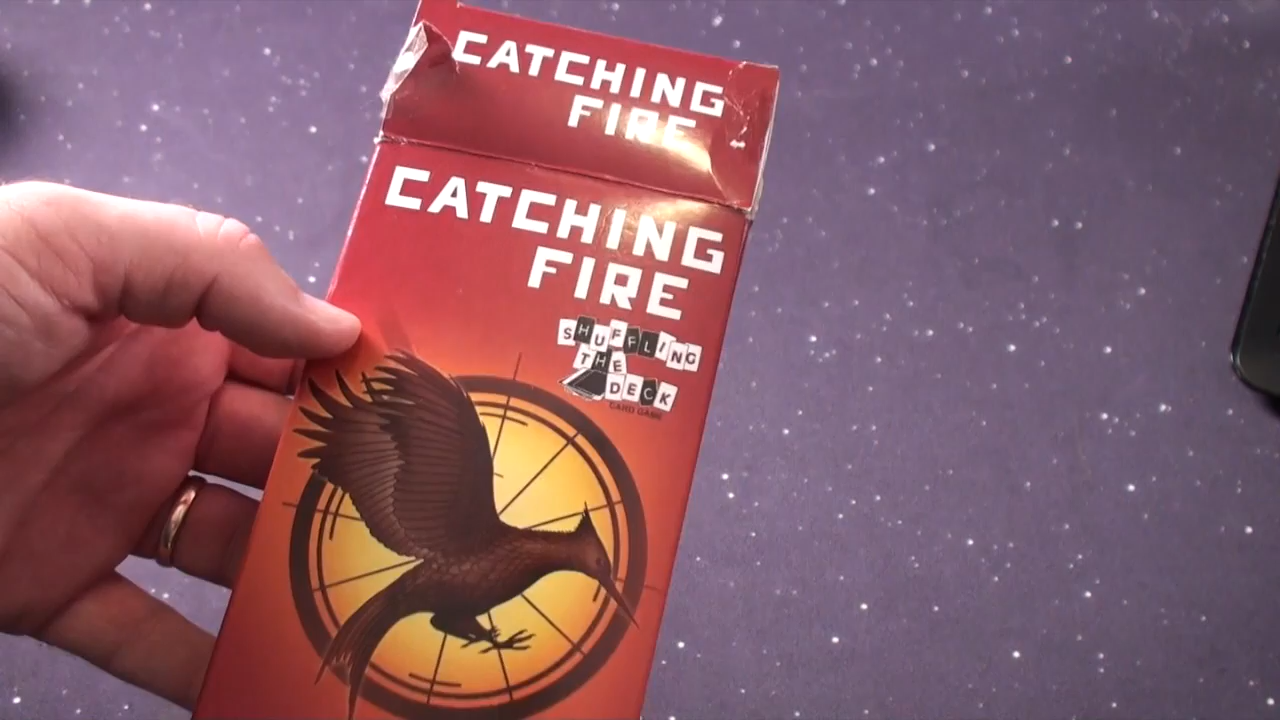 CATCHING
FIRE
CATCHING
FIRE
SHUFFLING
THE
DECK
CARD GAME